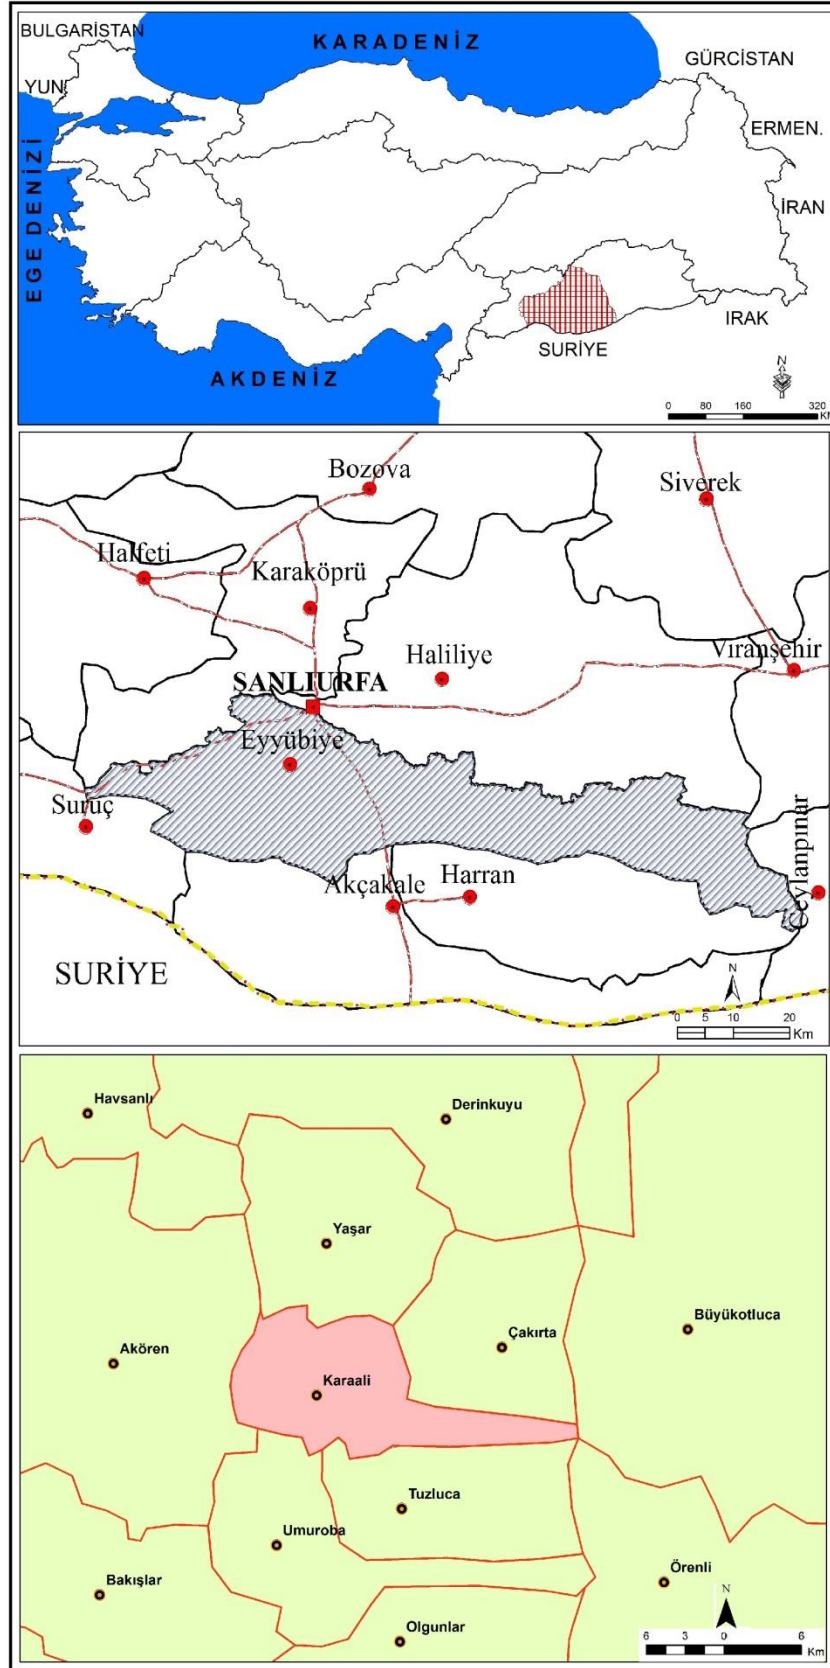 BULGARİSTAN
KARADENİZ
GÜRCİSTAN
YUN
ERMEN.
EGE DENİZİ
İRAN
IRAK
SURİYE
AKDENİZ
N
0 80 160 320
KM
Bozova
Siverek
Halfeti
Karaköprü
Haliliye
Viranşehir
ŞANLIURFA
Eyyübiye
Suruç
Ceylanpınar
Akçakale
Harran
SURİYE
N
0 5 10 20
Km
Havsanlı
Derinkuyu
Yaşar
Büyükotluca
Çakırta
Akören
Karaali
Tuzluca
Umuroba
Örenli
Bakışlar
Olgunlar
N
6 3 0 6
Km